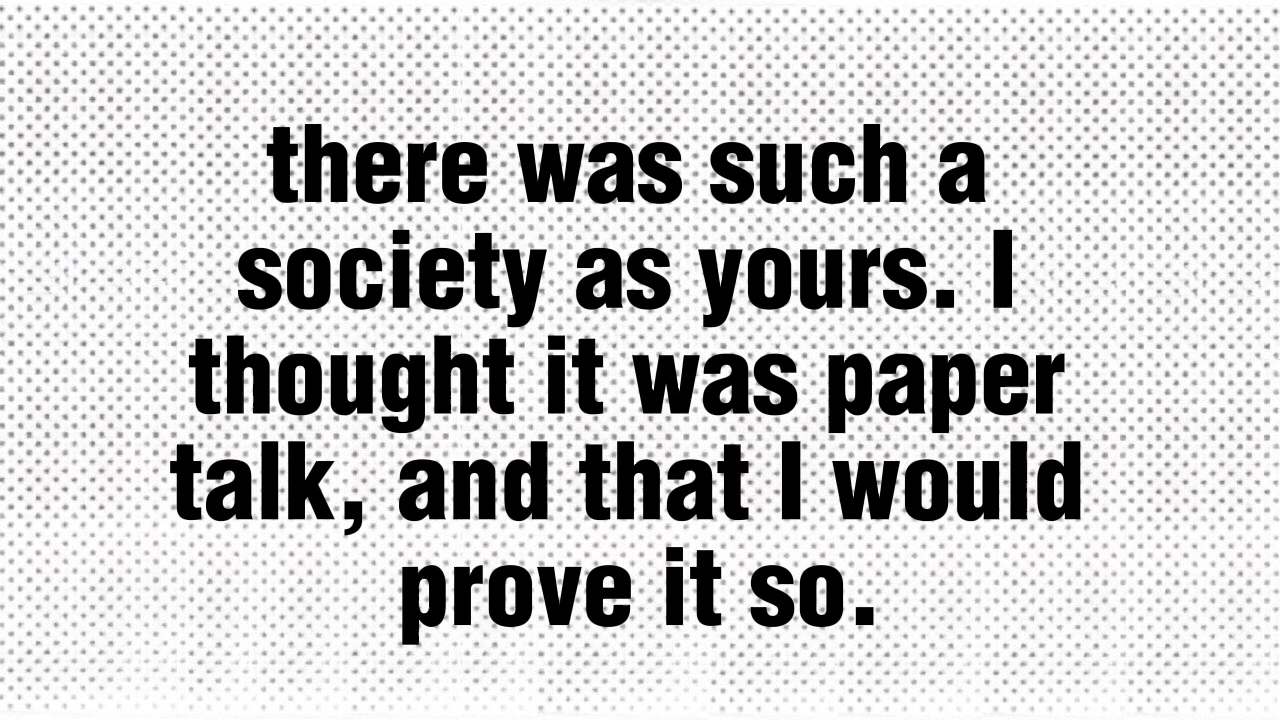 there was such a
society as yours. I
thought it was paper
talk, and that I would
prove it so.